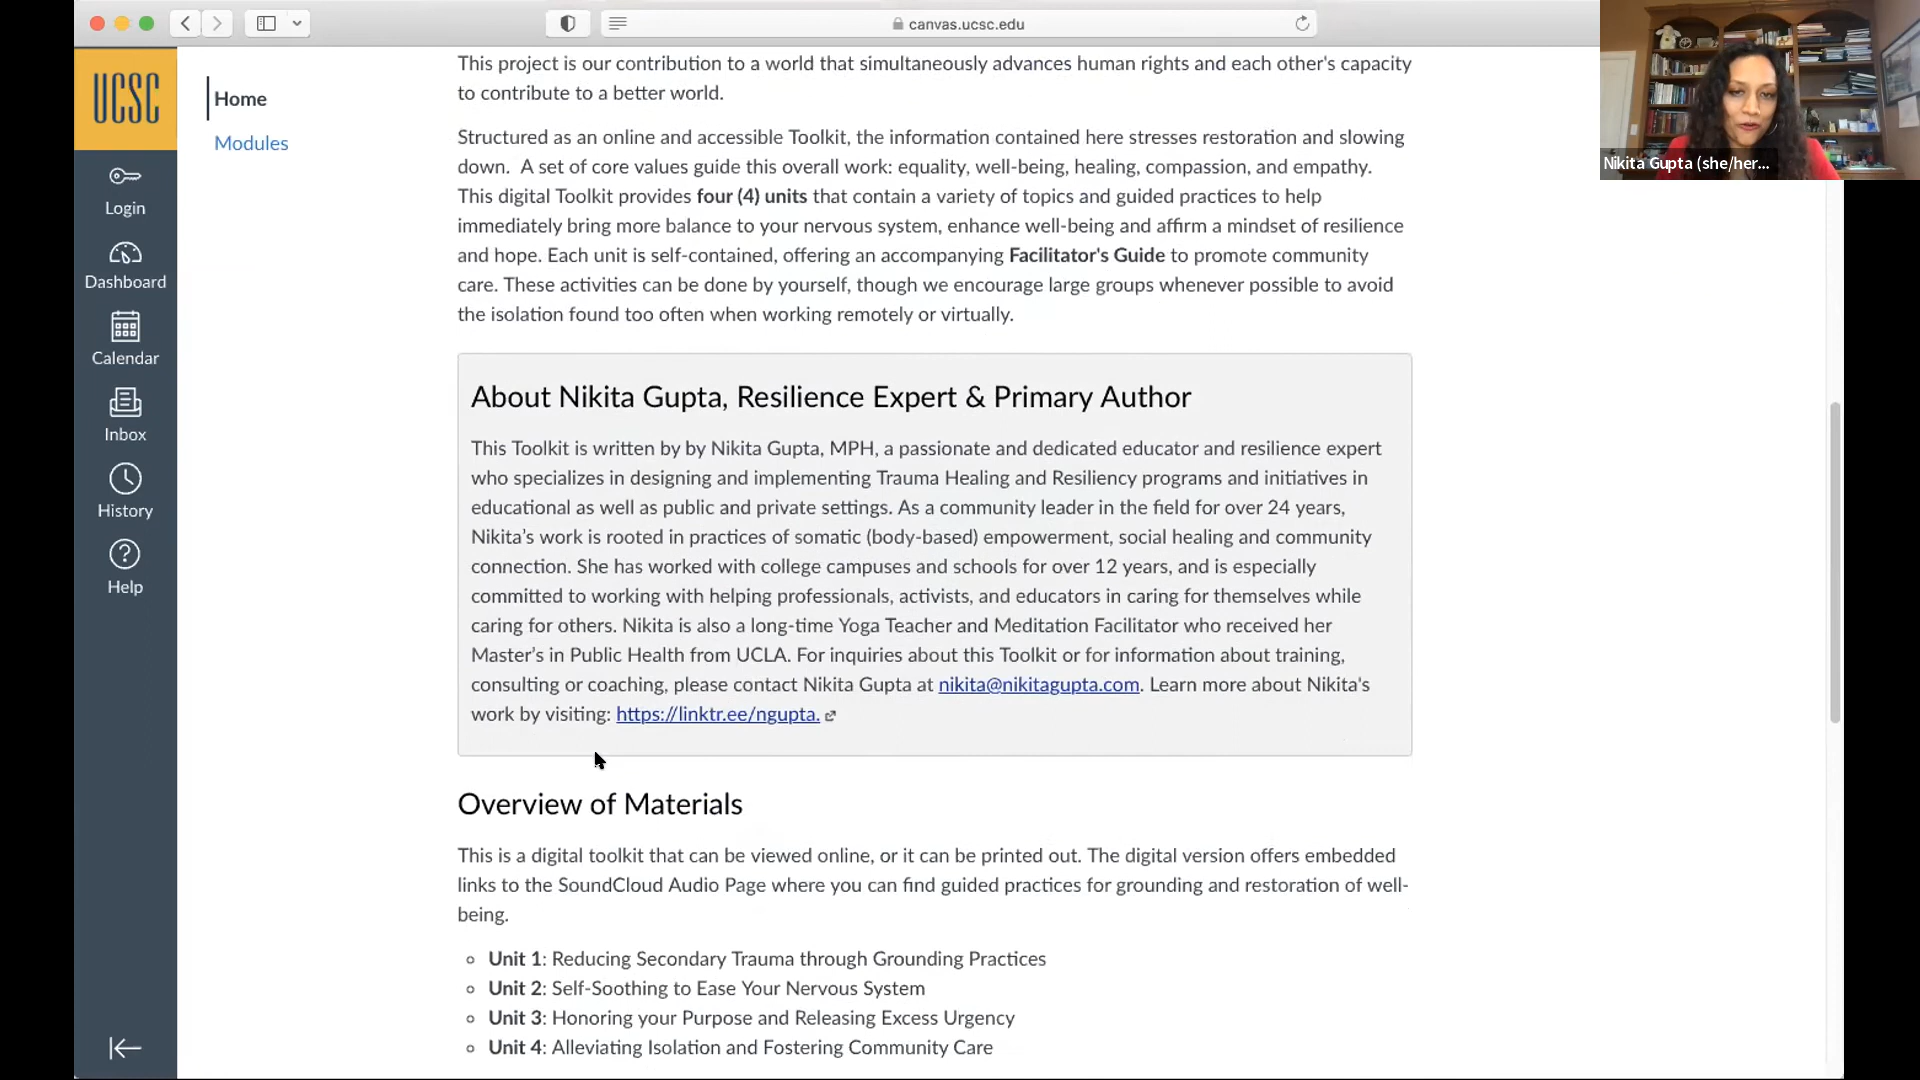 canvas.ucsc.edu
UCSC
Login
Dashboard
Calendar
Inbox
History
Help
Home
Modules
This project is our contribution to a world that simultaneously advances human rights and each other's capacity
to contribute to a better world.
Structured as an online and accessible Toolkit, the information contained here stresses restoration and slowing
down.  A set of core values guide this overall work: equality, well-being, healing, compassion, and empathy.
This digital Toolkit provides four (4) units that contain a variety of topics and guided practices to help
immediately bring more balance to your nervous system, enhance well-being and affirm a mindset of resilience
and hope. Each unit is self-contained, offering an accompanying Facilitator's Guide to promote community
care. These activities can be done by yourself, though we encourage large groups whenever possible to avoid
the isolation found too often when working remotely or virtually.
About Nikita Gupta, Resilience Expert & Primary Author
This Toolkit is written by by Nikita Gupta, MPH, a passionate and dedicated educator and resilience expert
who specializes in designing and implementing Trauma Healing and Resiliency programs and initiatives in
educational as well as public and private settings. As a community leader in the field for over 24 years,
Nikita’s work is rooted in practices of somatic (body-based) empowerment, social healing and community
connection. She has worked with college campuses and schools for over 12 years, and is especially
committed to working with helping professionals, activists, and educators in caring for themselves while
caring for others. Nikita is also a long-time Yoga Teacher and Meditation Facilitator who received her
Master’s in Public Health from UCLA. For inquiries about this Toolkit or for information about training,
consulting or coaching, please contact Nikita Gupta at nikita@nikitagupta.com. Learn more about Nikita's
work by visiting: https://linktr.ee/ngupta.
Overview of Materials
This is a digital toolkit that can be viewed online, or it can be printed out. The digital version offers embedded
links to the SoundCloud Audio Page where you can find guided practices for grounding and restoration of well-
being.
Unit 1: Reducing Secondary Trauma through Grounding Practices
Unit 2: Self-Soothing to Ease Your Nervous System
Unit 3: Honoring your Purpose and Releasing Excess Urgency
Unit 4: Alleviating Isolation and Fostering Community Care
Nikita Gupta (she/her...